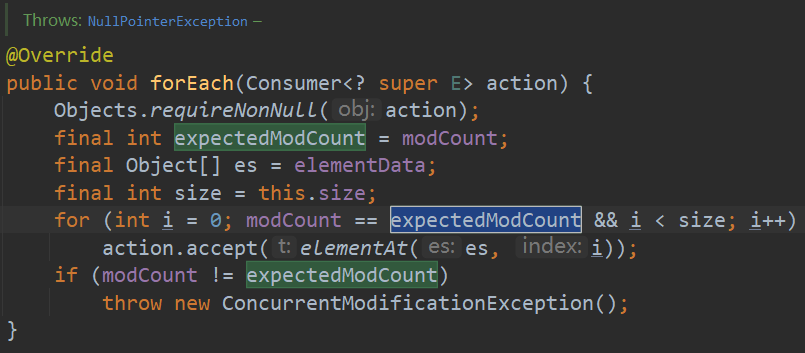 Throws: NullPointerException –
@Override
public void forEach(Consumer<? super E> action) {
    Objects.requireNonNull( obj: action);
    final int expectedModCount = modCount;
    final Object[] es = elementData;
    final int size = this.size;
    for (int i = 0; modCount == expectedModCount && i < size; i++)
        action.accept( t: elementAt( es: es, index: i));
    if (modCount != expectedModCount)
        throw new ConcurrentModificationException();
}